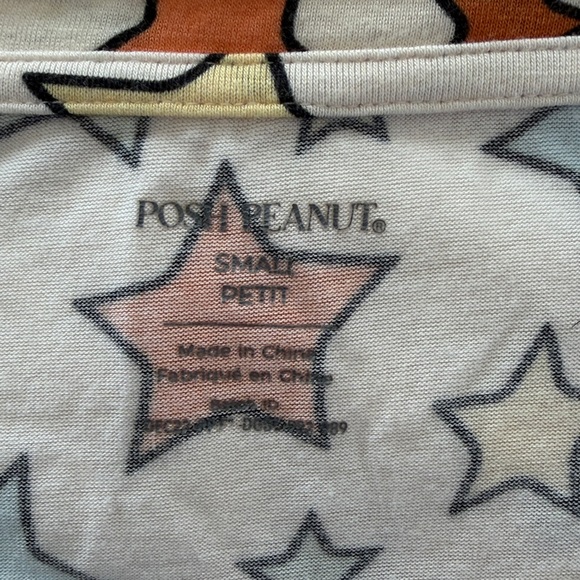 POSH PEANUT®
SMALL
PETIT
Made in China
Fabriqué en Chine